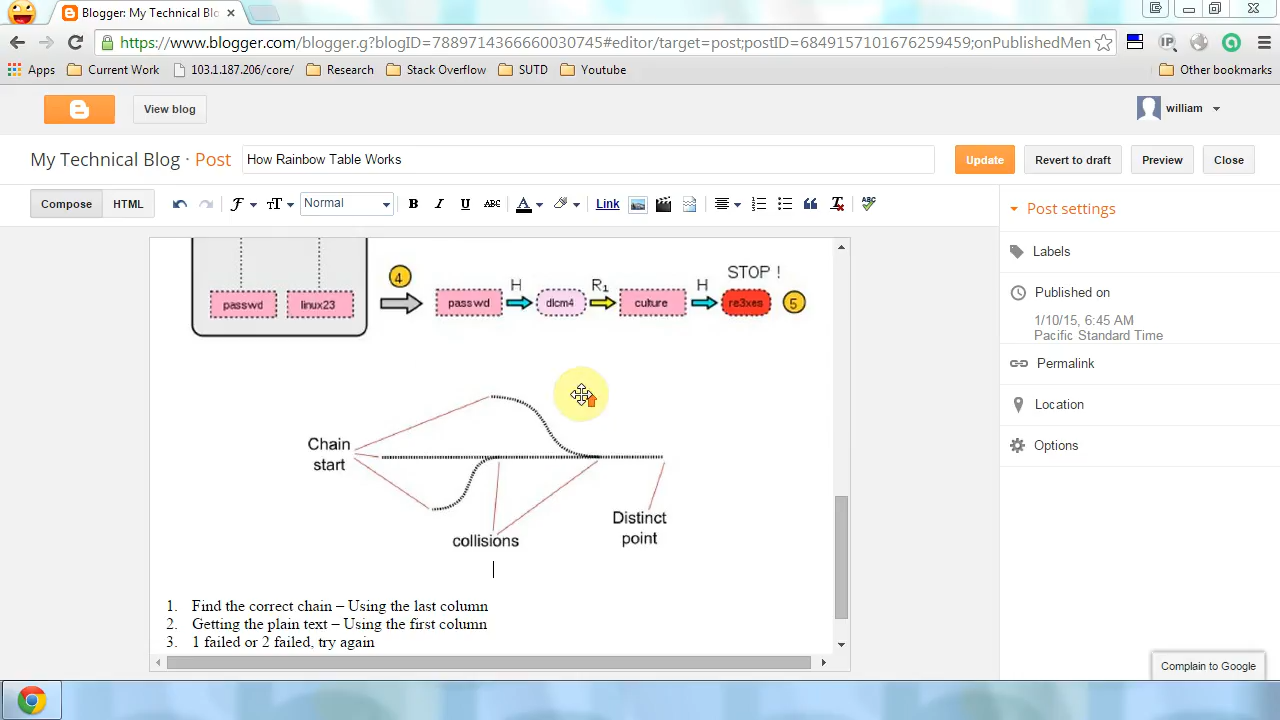 Blogger: My Technical Blog
https://www.blogger.com/blogger.g?blogID=7889714366660030745#editor/target=post;postID=6849157101676259459;onPublishedMen
Apps Current Work 103.1.187.206/core/ Research Stack Overflow SUTD Youtube Other bookmarks
View blog william
My Technical Blog · Post How Rainbow Table Works Update Revert to draft Preview Close
Compose HTML Normal B I U ABC A Link
Post settings
Labels
Published on
1/10/15, 6:45 AM
Pacific Standard Time
Permalink
Location
Options
STOP !
4 H R₁ H
passwd linux23 passwd dlcm4 culture re3xes 5
Chain
start
collisions
Distinct
point
1. Find the correct chain – Using the last column
2. Getting the plain text – Using the first column
3. 1 failed or 2 failed, try again
Complain to Google